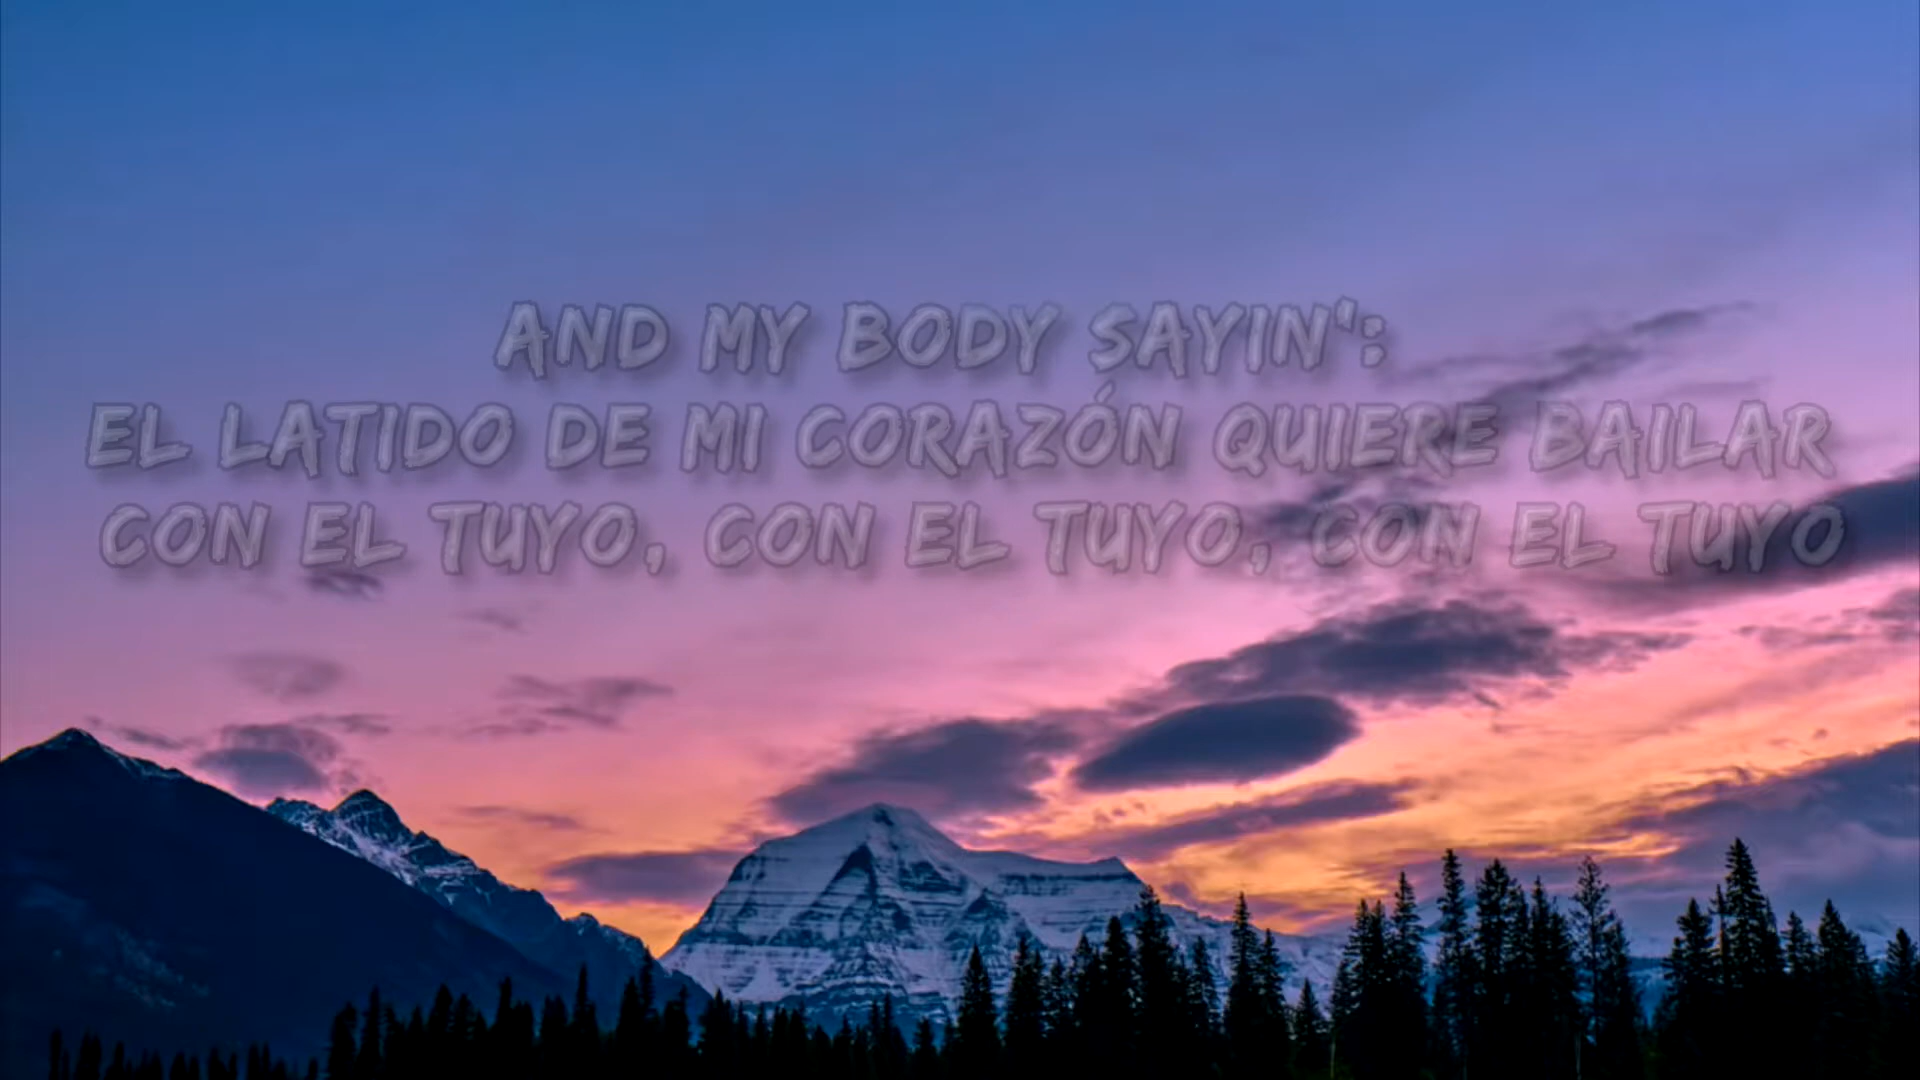 AND MY BODY SAYIN':
EL LATIDO DE MI CORAZÓN QUIERE BAILAR
CON EL TUYO, CON EL TUYO, CON EL TUYO